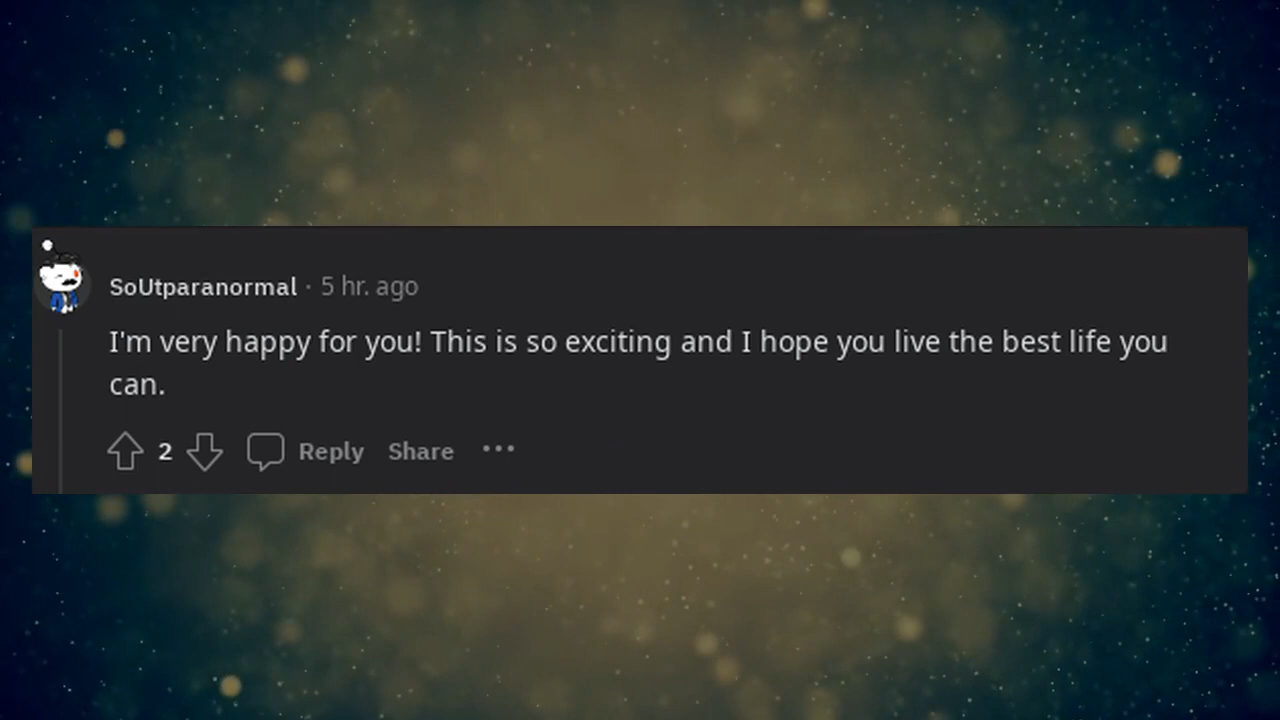 SoUtparanormal · 5 hr. ago
I'm very happy for you! This is so exciting and I hope you live the best life you
can.
2 Reply Share ···